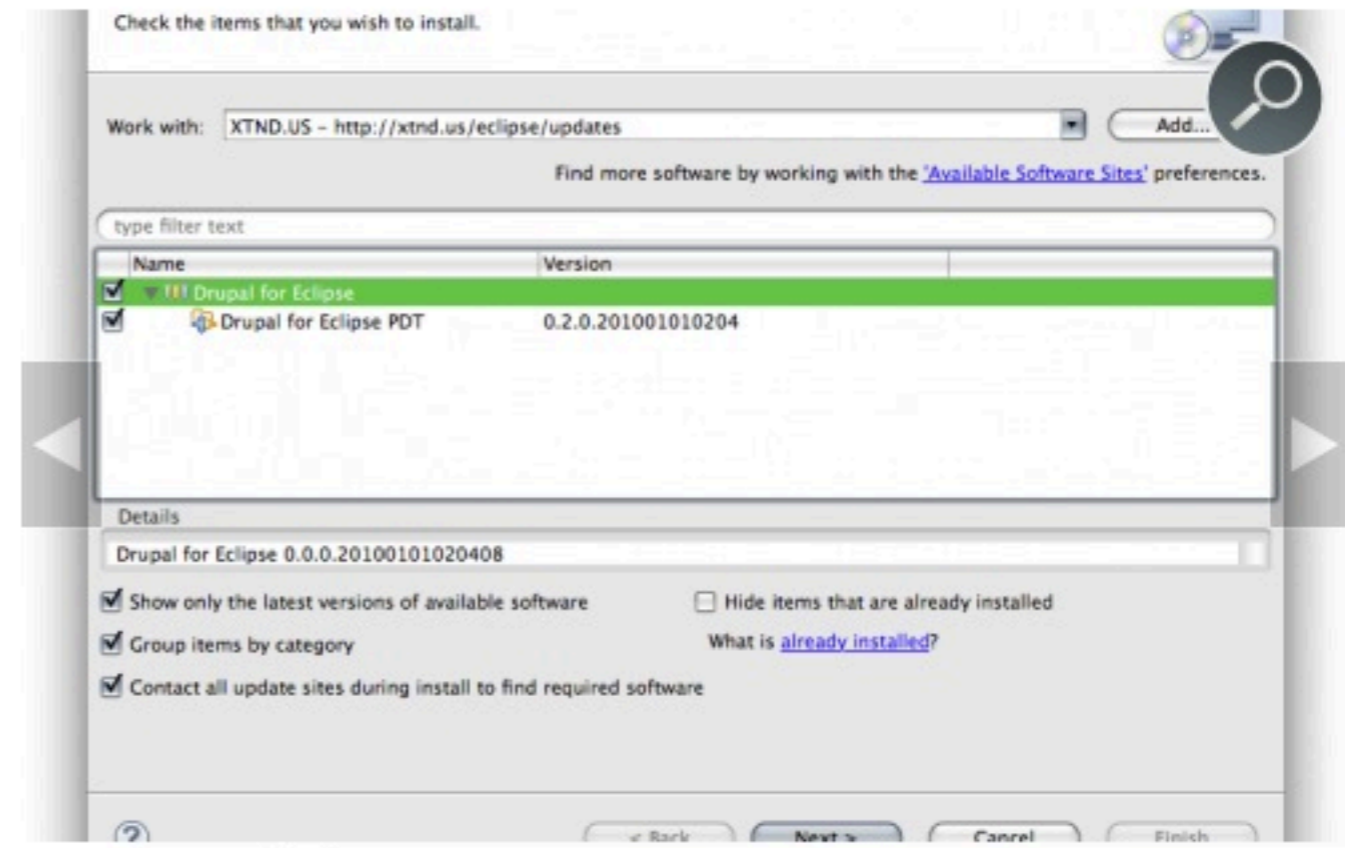 Check the items that you wish to install.
Work with: XTND.US – http://xtnd.us/eclipse/updates Add...
Find more software by working with the 'Available Software Sites' preferences.
type filter text
Name Version
Drupal for Eclipse
Drupal for Eclipse PDT 0.2.0.201001010204
Details
Drupal for Eclipse 0.0.0.20100101020408
Show only the latest versions of available software Hide items that are already installed
Group items by category What is already installed?
Contact all update sites during install to find required software
? < Back Next > Cancel Finish